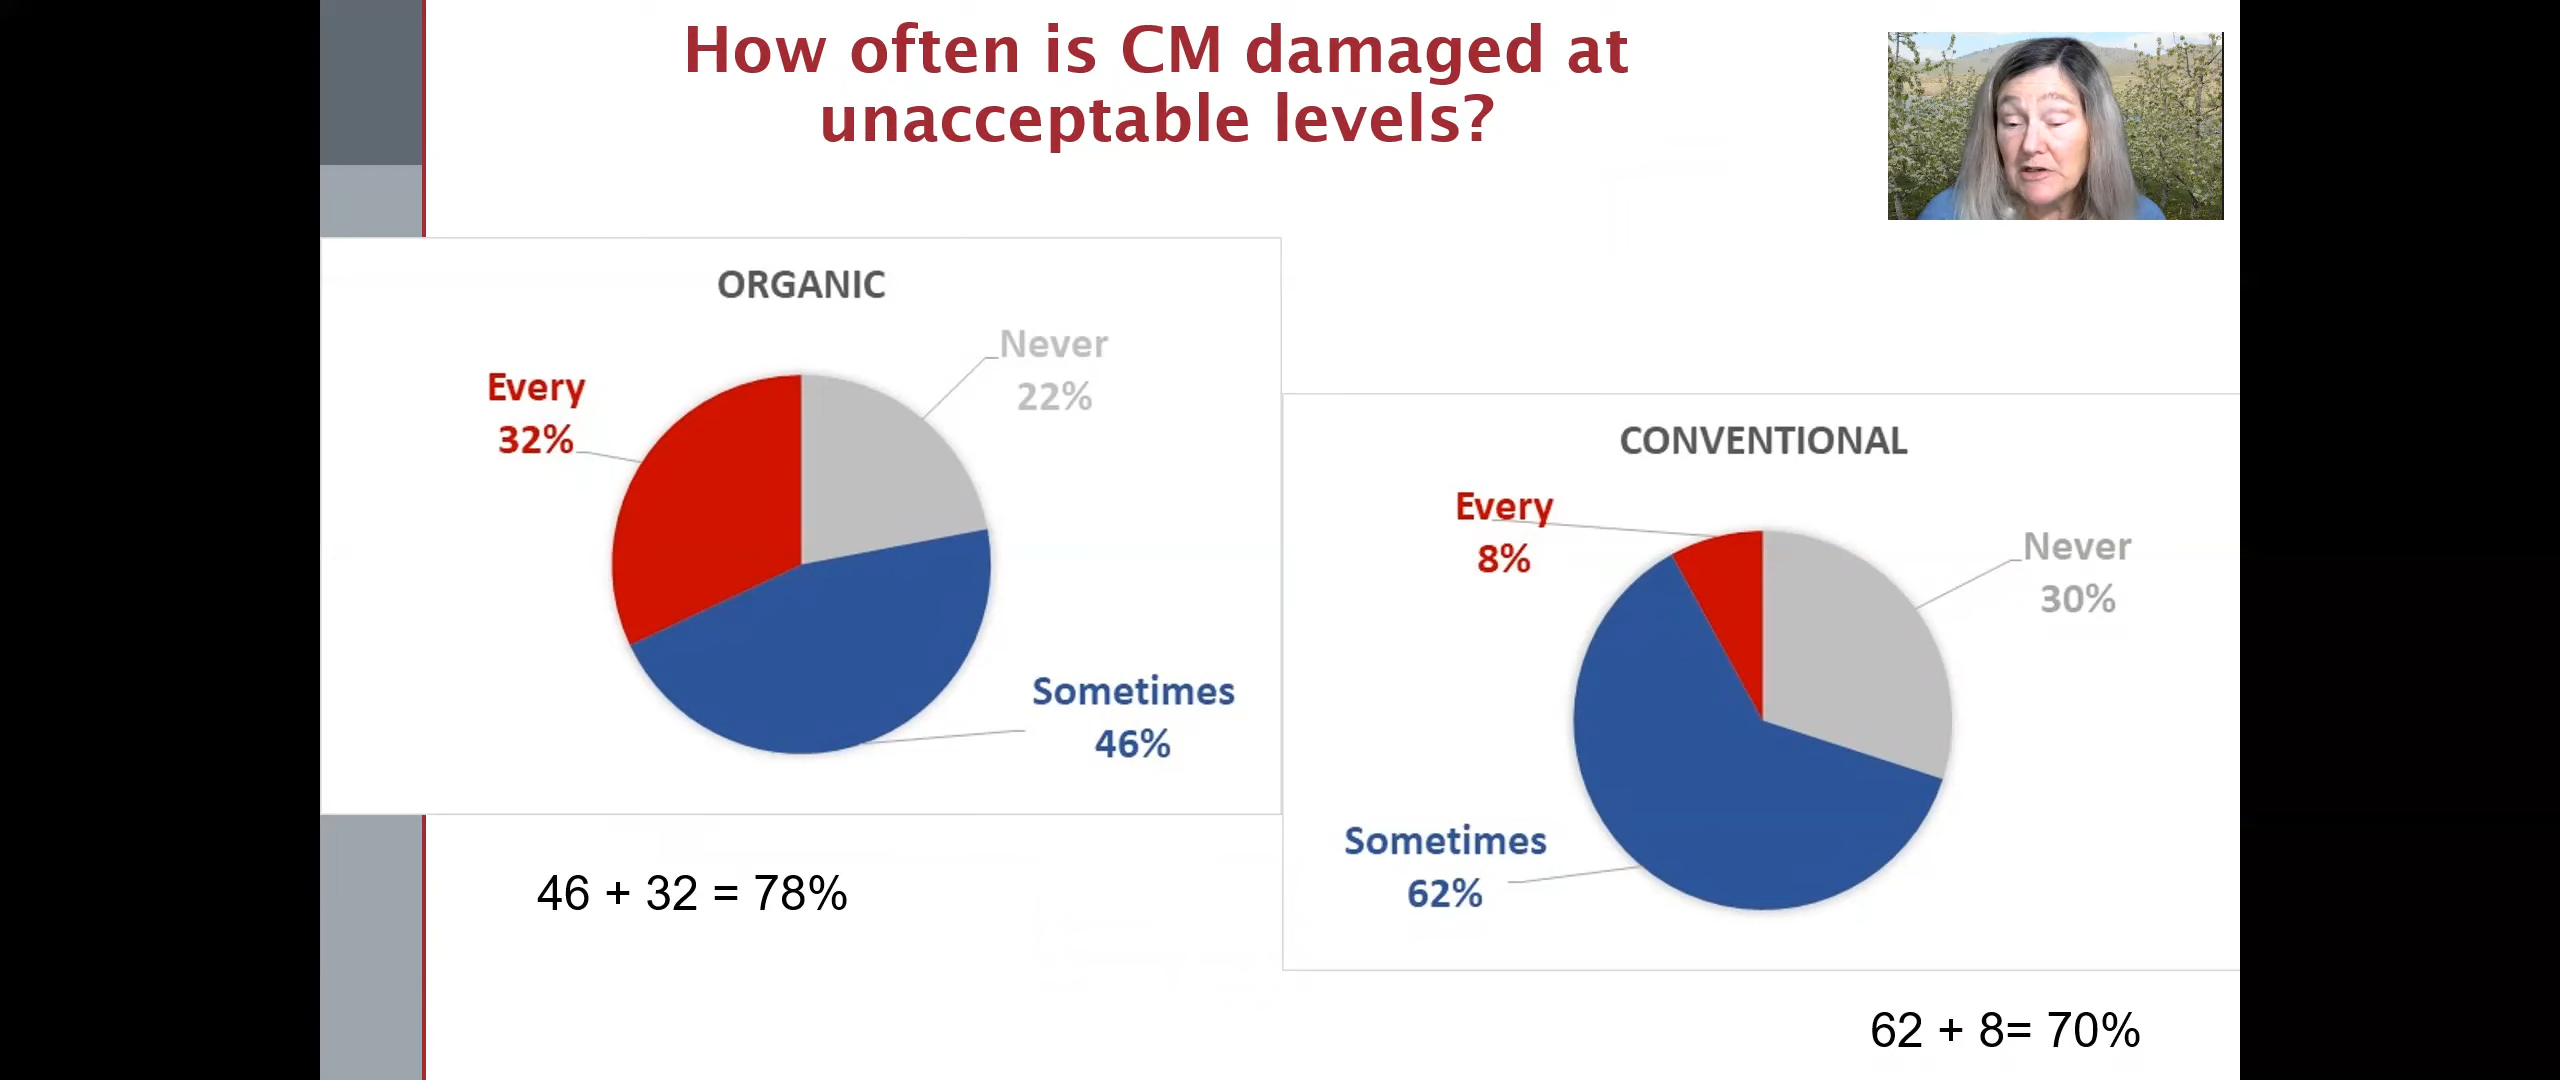 How often is CM damaged at
unacceptable levels?
ORGANIC
Never
22%
Every
32%
Sometimes
46%
46 + 32 = 78%
CONVENTIONAL
Every
8%
Never
30%
Sometimes
62%
62 + 8= 70%